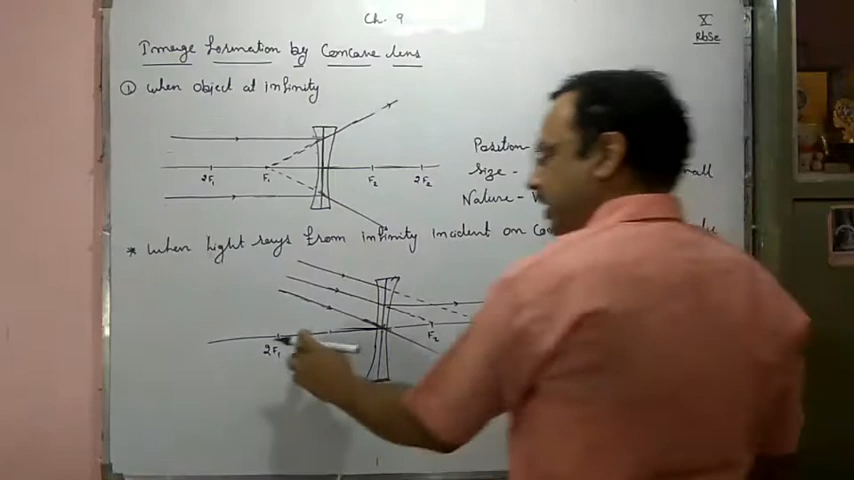 Ch. 9
X
RBSE
Image formation by Concave lens
① When object at infinity
2F₁ F₁ F₂ 2F₂
Position
Size - small
Nature -
* When light rays from infinity incident on
2F₁ F₂